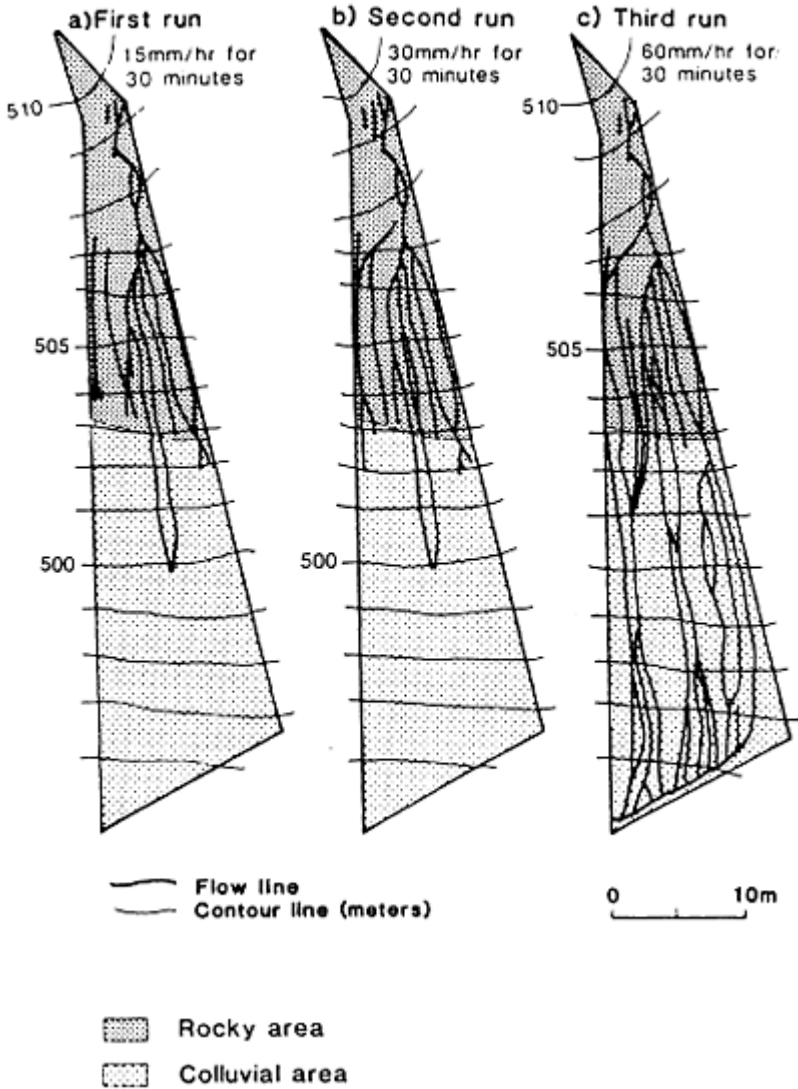 a)First run
15mm/hr for
30 minutes
510
505
500
b) Second run
30mm/hr for
30 minutes
500
c) Third run
60mm/hr for
30 minutes
510
505
Flow line
Contour line (meters)
0 10m
Rocky area
Colluvial area